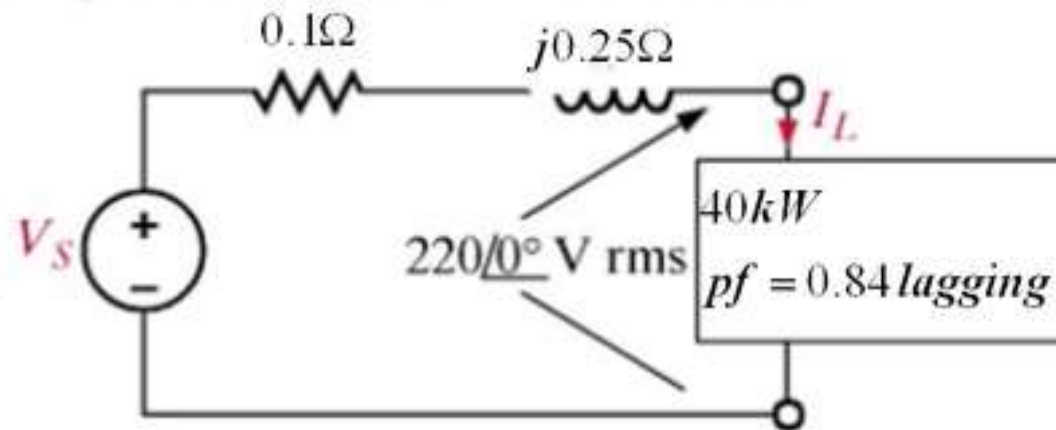 0.1Ω
j0.25Ω
I_L
V_S
+
−
220/0° V rms
40kW
pf = 0.84 lagging